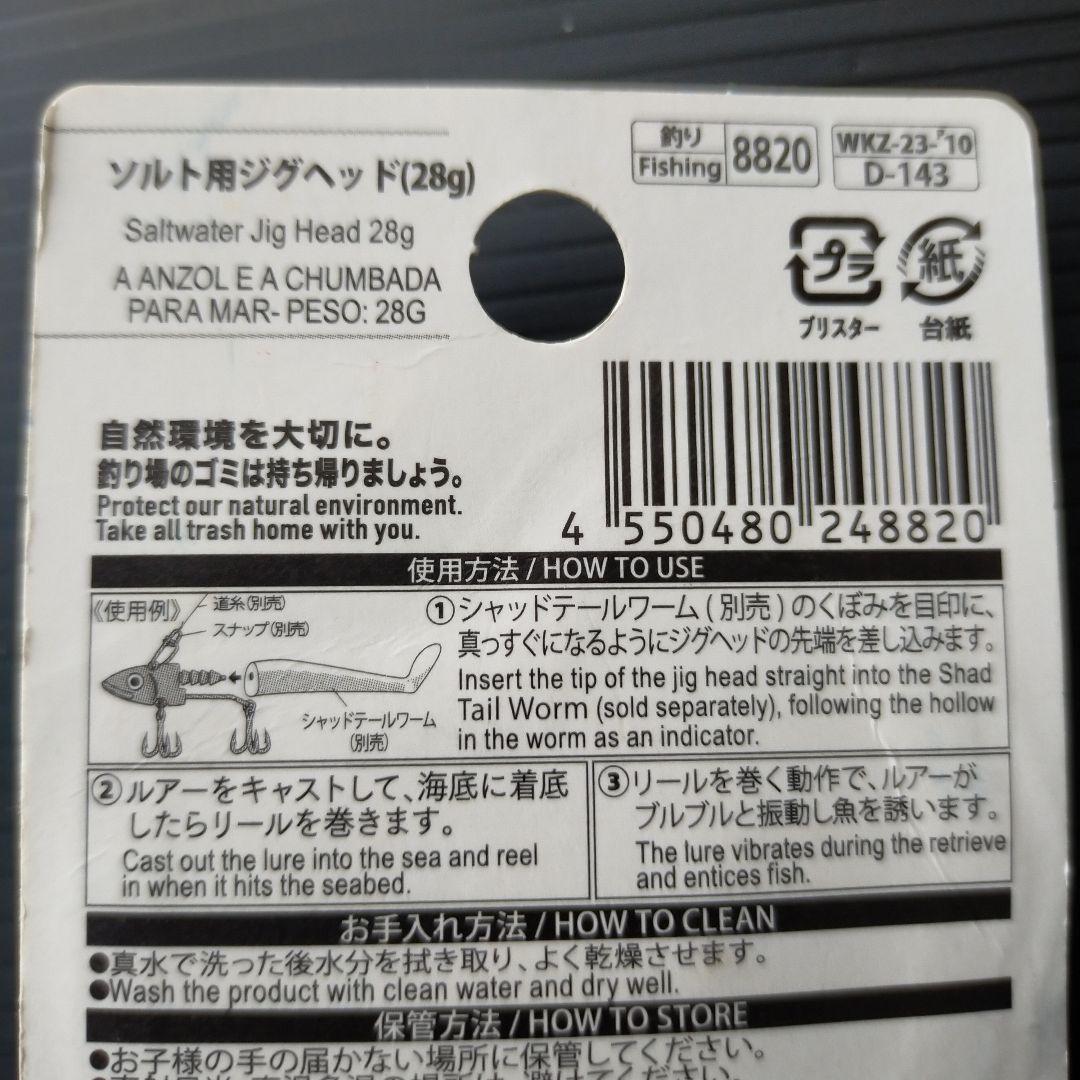 ソルト用ジグヘッド(28g)
Saltwater Jig Head 28g
A ANZOL E A CHUMBADA
PARA MAR- PESO: 28G
釣り
Fishing
8820
WKZ-23-'10
D-143
プラ
ブリスター
紙
台紙
自然環境を大切に。
釣り場のゴミは持ち帰りましょう。
Protect our natural environment.
Take all trash home with you.
4 550480 248820
使用方法 / HOW TO USE
《使用例》
道糸(別売)
スナップ(別売)
シャッドテールワーム
(別売)
①シャッドテールワーム(別売)のくぼみを目印に、
真っすぐになるようにジグヘッドの先端を差し込みます。
Insert the tip of the jig head straight into the Shad
Tail Worm (sold separately), following the hollow
in the worm as an indicator.
②ルアーをキャストして、海底に着底
したらリールを巻きます。
Cast out the lure into the sea and reel
in when it hits the seabed.
③リールを巻く動作で、ルアーが
ブルブルと振動し魚を誘います。
The lure vibrates during the retrieve
and entices fish.
お手入れ方法 / HOW TO CLEAN
●真水で洗った後水分を拭き取り、よく乾燥させます。
●Wash the product with clean water and dry well.
保管方法 / HOW TO STORE
●お子様の手の届かない場所に保管してください。